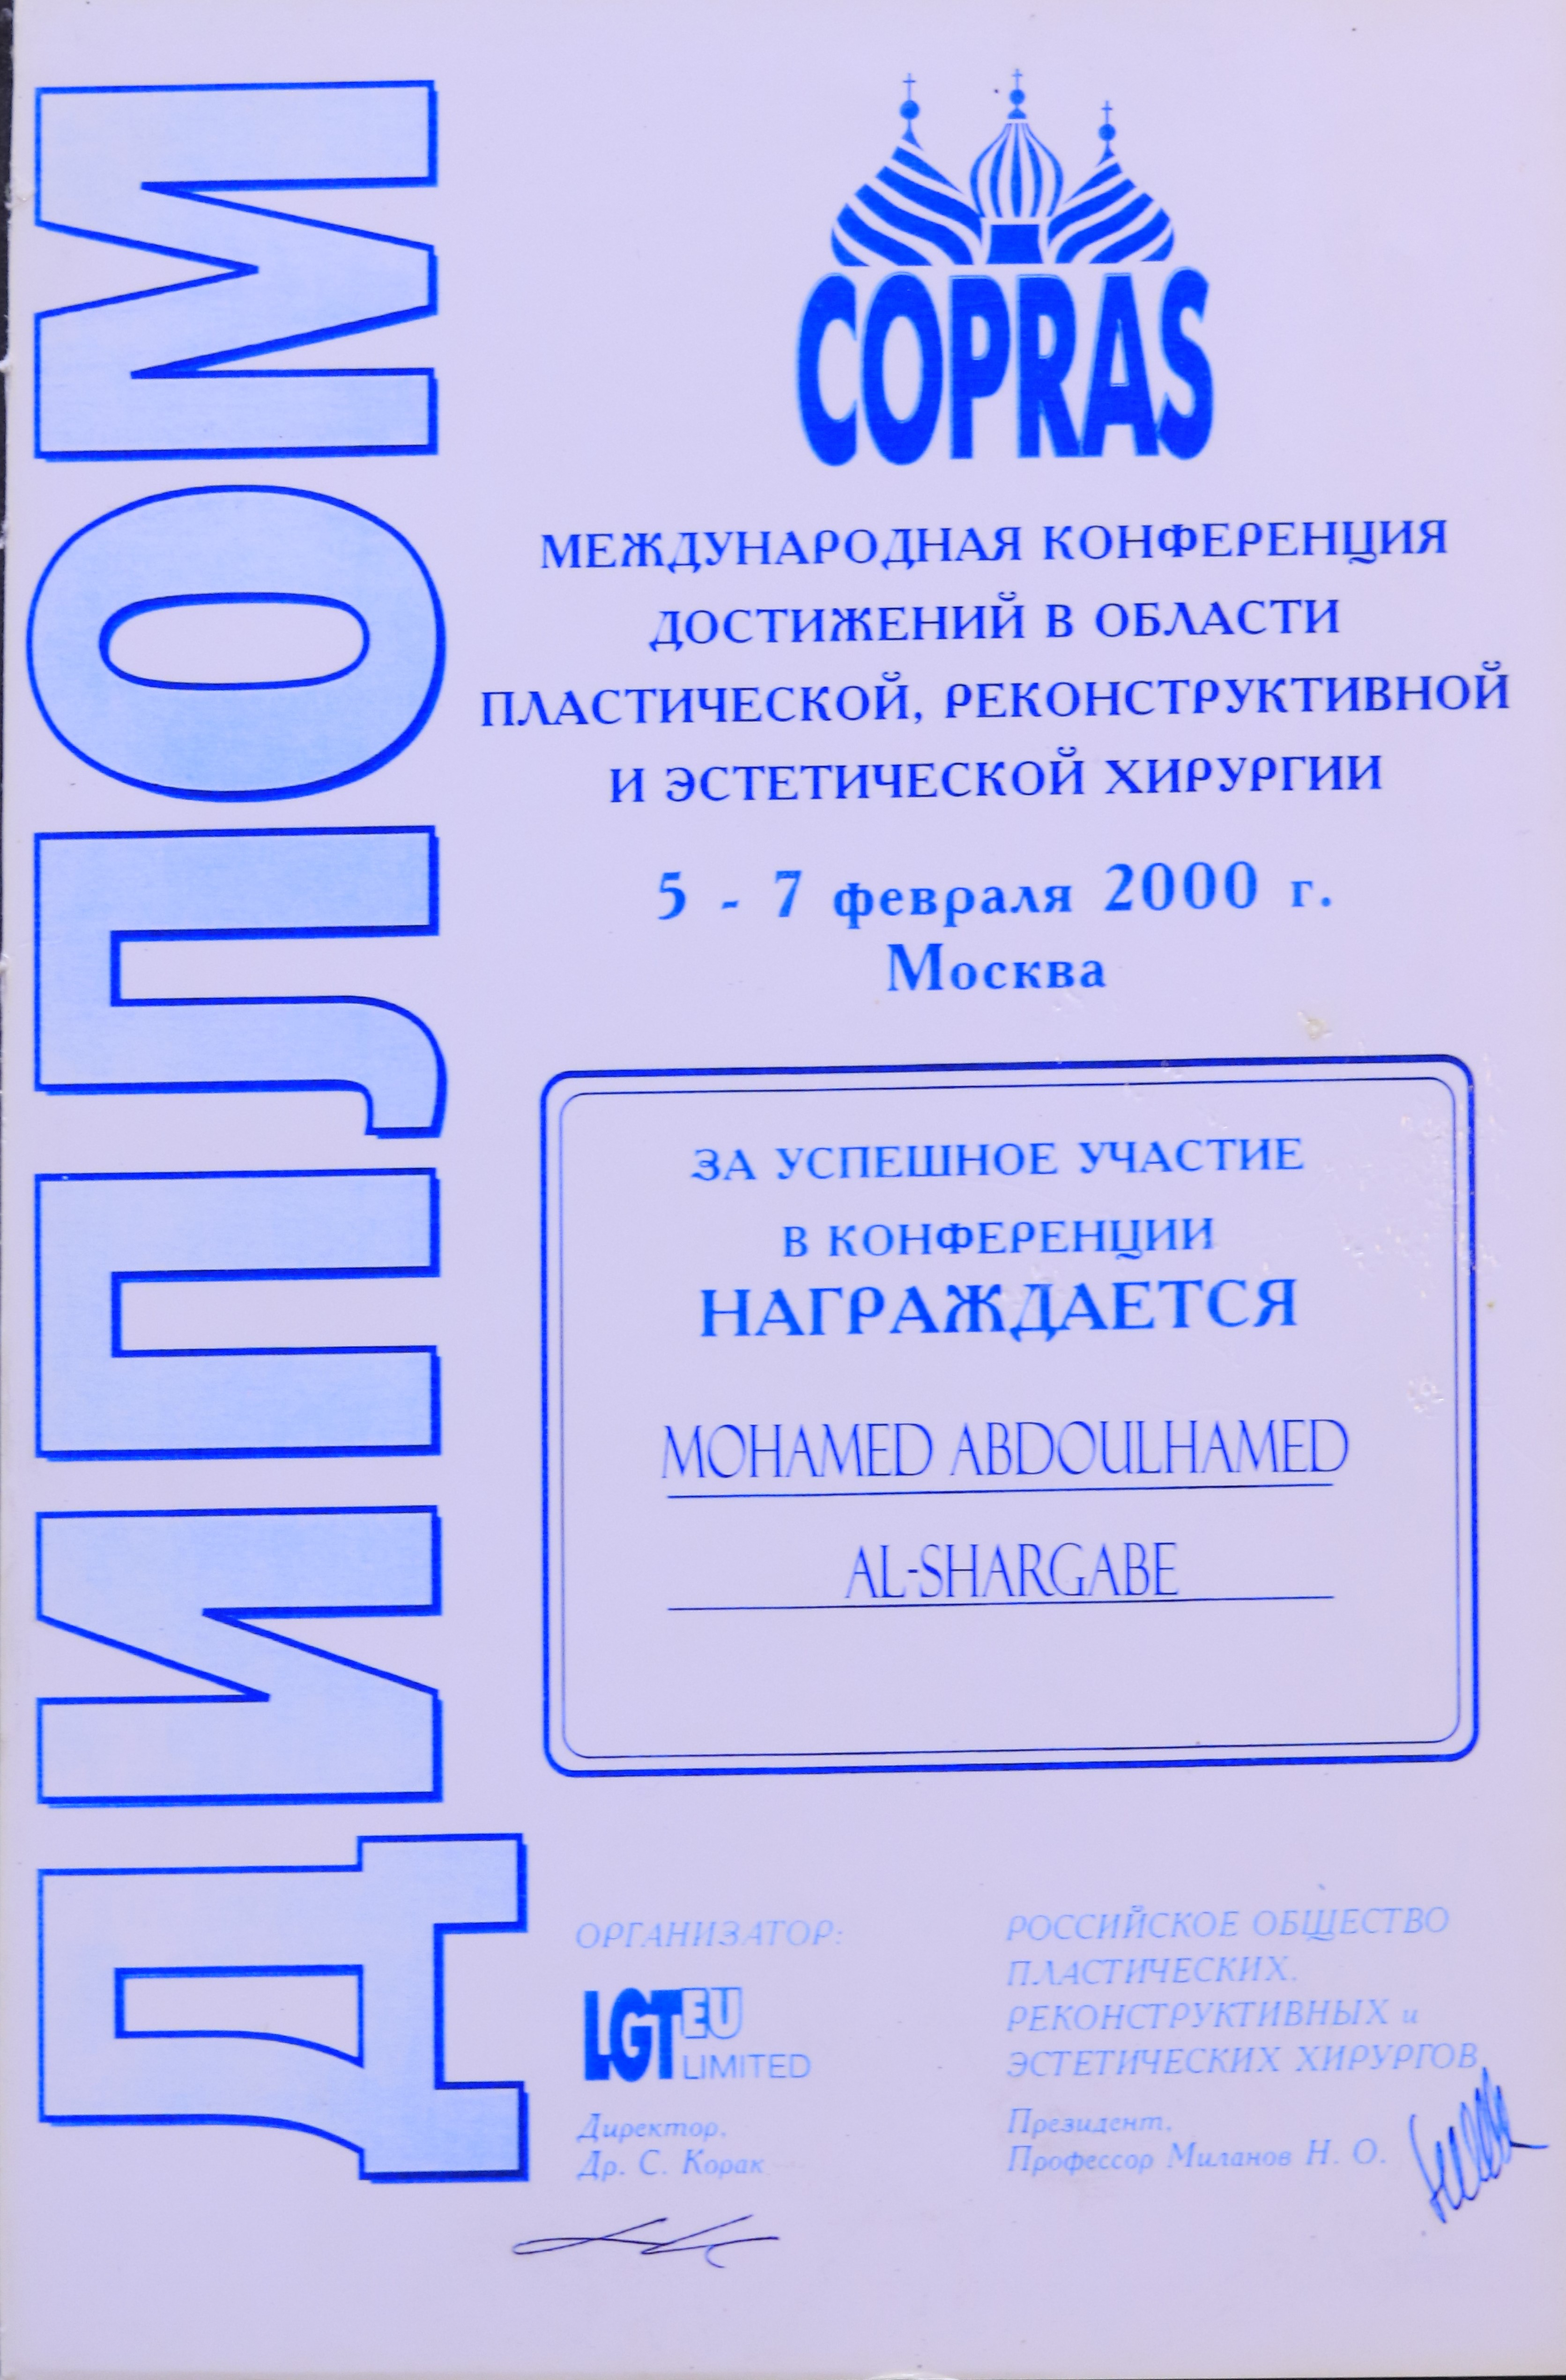 ДИПЛОМ
COPRAS
МЕЖДУНАРОДНАЯ КОНФЕРЕНЦИЯ
ДОСТИЖЕНИЙ В ОБЛАСТИ
ПЛАСТИЧЕСКОЙ, РЕКОНСТРУКТИВНОЙ
И ЭСТЕТИЧЕСКОЙ ХИРУРГИИ
5 - 7 февраля 2000 г.
Москва
ЗА УСПЕШНОЕ УЧАСТИЕ
В КОНФЕРЕНЦИИ
НАГРАЖДАЕТСЯ
MOHAMED ABDOULHAMED
AL-SHARGABE
ОРГАНИЗАТОР:
LGT EU
LIMITED
Директор,
Др. С. Корак
РОССИЙСКОЕ ОБЩЕСТВО
ПЛАСТИЧЕСКИХ,
РЕКОНСТРУКТИВНЫХ и
ЭСТЕТИЧЕСКИХ ХИРУРГОВ
Президент,
Профессор Миланов Н. О.